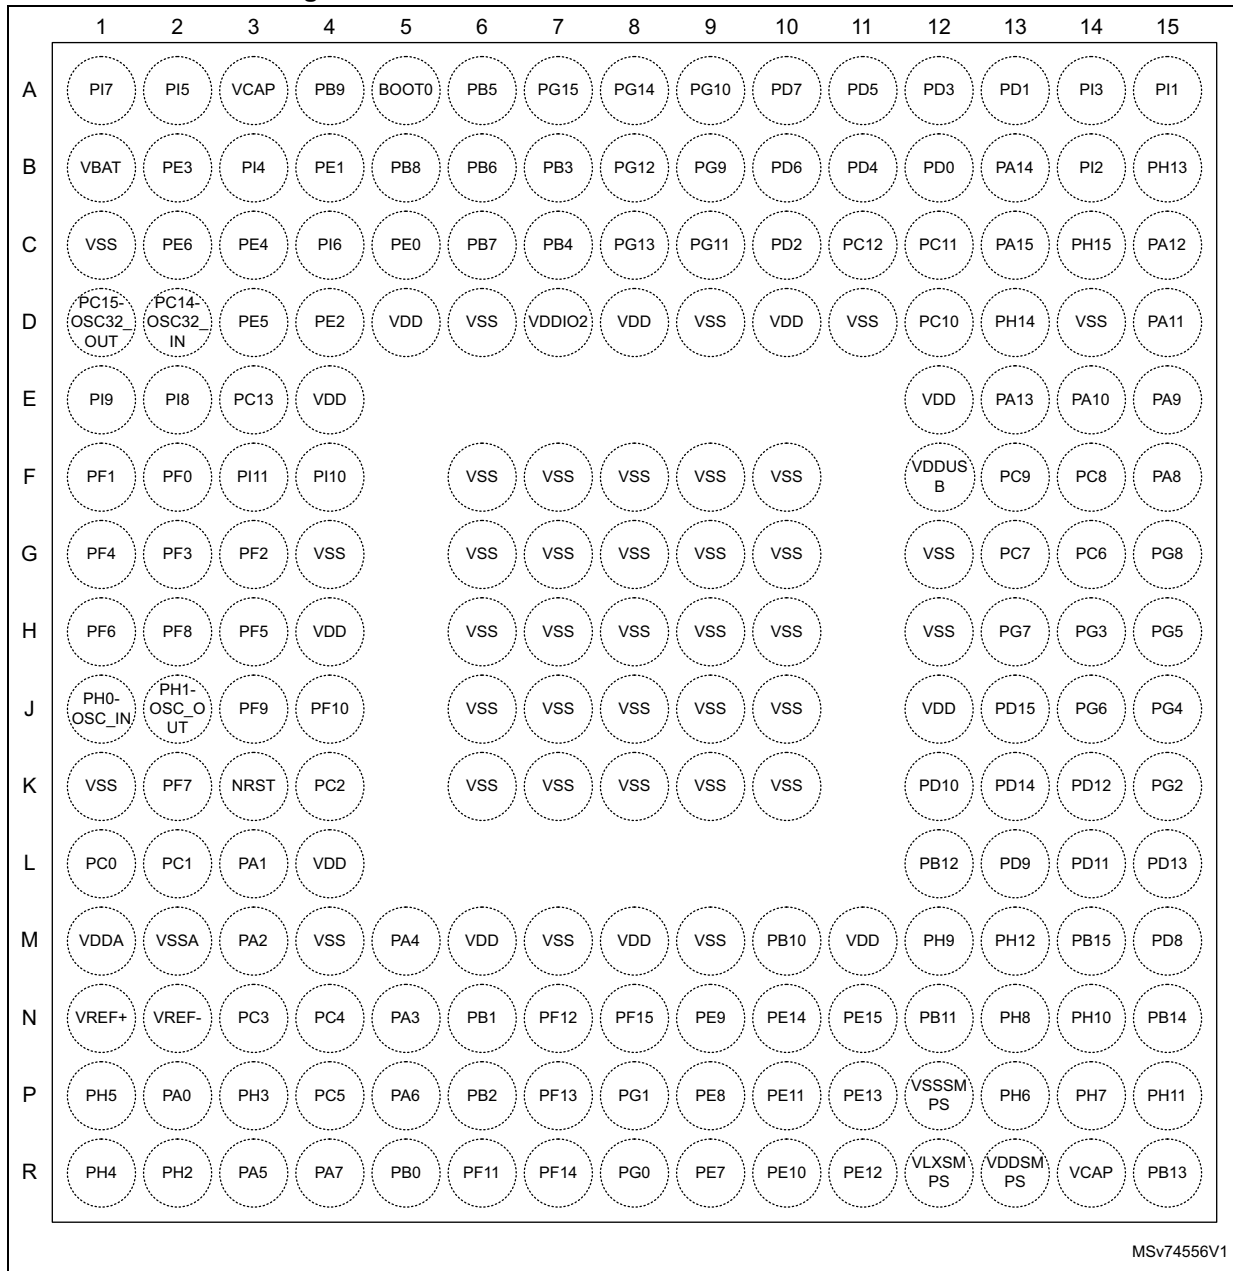 1 2 3 4 5 6 7 8 9 10 11 12 13 14 15
A PI7 PI5 VCAP PB9 BOOT0 PB5 PG15 PG14 PG10 PD7 PD5 PD3 PD1 PI3 PI1
B VBAT PE3 PI4 PE1 PB8 PB6 PB3 PG12 PG9 PD6 PD4 PD0 PA14 PI2 PH13
C VSS PE6 PE4 PI6 PE0 PB7 PB4 PG13 PG11 PD2 PC12 PC11 PA15 PH15 PA12
D PC15-OSC32_OUT PC14-OSC32_IN PE5 PE2 VDD VSS VDDIO2 VDD VSS VDD VSS PC10 PH14 VSS PA11
E PI9 PI8 PC13 VDD VDD PA13 PA10 PA9
F PF1 PF0 PI11 PI10 VSS VSS VSS VSS VSS VDDUSB PC9 PC8 PA8
G PF4 PF3 PF2 VSS VSS VSS VSS VSS VSS VSS PC7 PC6 PG8
H PF6 PF8 PF5 VDD VSS VSS VSS VSS VSS VSS PG7 PG3 PG5
J PH0-OSC_IN PH1-OSC_OUT PF9 PF10 VSS VSS VSS VSS VSS VDD PD15 PG6 PG4
K VSS PF7 NRST PC2 VSS VSS VSS VSS VSS PD10 PD14 PD12 PG2
L PC0 PC1 PA1 VDD PB12 PD9 PD11 PD13
M VDDA VSSA PA2 VSS PA4 VDD VSS VDD VSS PB10 VDD PH9 PH12 PB15 PD8
N VREF+ VREF- PC3 PC4 PA3 PB1 PF12 PF15 PE9 PE14 PE15 PB11 PH8 PH10 PB14
P PH5 PA0 PH3 PC5 PA6 PB2 PF13 PG1 PE8 PE11 PE13 VSSSMPS PH6 PH7 PH11
R PH4 PH2 PA5 PA7 PB0 PF11 PF14 PG0 PE7 PE10 PE12 VLXSMPS VDDSMPS VCAP PB13
MSv74556V1